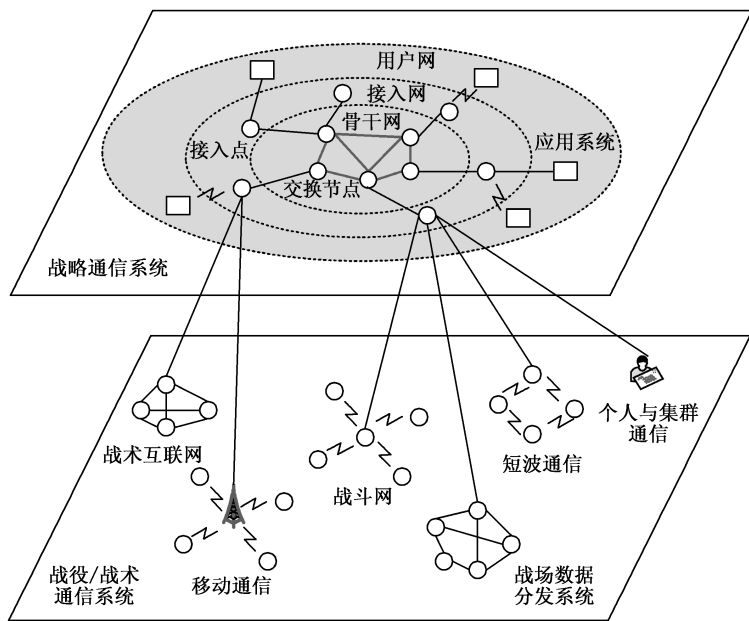 用户网
接入网
骨干网
接入点
应用系统
交换节点
战略通信系统
个人与集群
通信
战术互联网
短波通信
战斗网
战役/战术
通信系统
移动通信
战场数据
分发系统